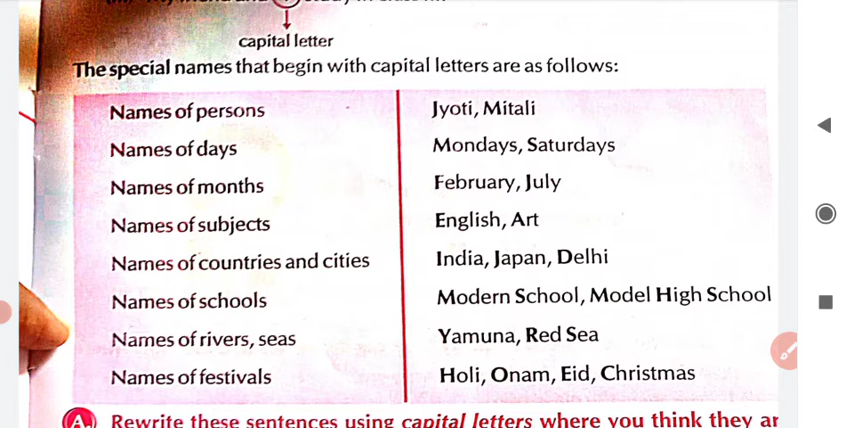 capital letter
The special names that begin with capital letters are as follows:
Names of persons Jyoti, Mitali
Names of days Mondays, Saturdays
Names of months February, July
Names of subjects English, Art
Names of countries and cities India, Japan, Delhi
Names of schools Modern School, Model High School
Names of rivers, seas Yamuna, Red Sea
Names of festivals Holi, Onam, Eid, Christmas
A. Rewrite these sentences using capital letters where you think they ar